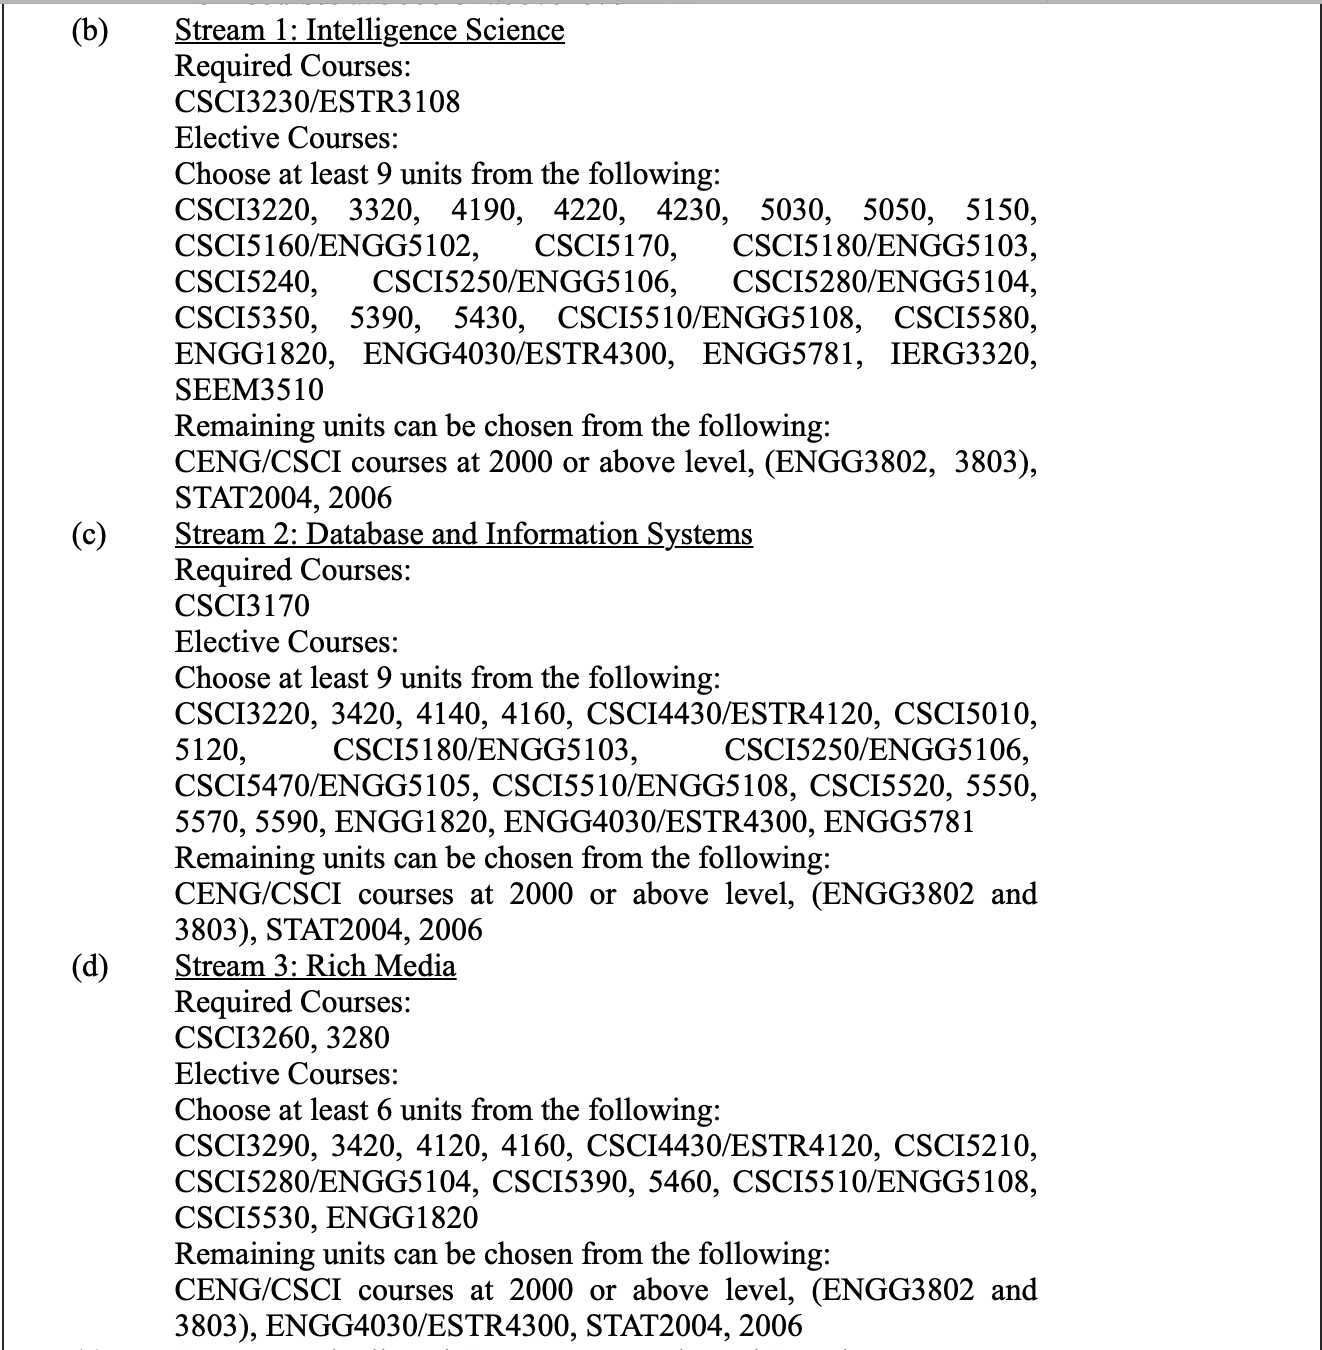 (b) Stream 1: Intelligence Science
Required Courses:
CSCI3230/ESTR3108
Elective Courses:
Choose at least 9 units from the following:
CSCI3220, 3320, 4190, 4220, 4230, 5030, 5050, 5150,
CSCI5160/ENGG5102, CSCI5170, CSCI5180/ENGG5103,
CSCI5240, CSCI5250/ENGG5106, CSCI5280/ENGG5104,
CSCI5350, 5390, 5430, CSCI5510/ENGG5108, CSCI5580,
ENGG1820, ENGG4030/ESTR4300, ENGG5781, IERG3320,
SEEM3510
Remaining units can be chosen from the following:
CENG/CSCI courses at 2000 or above level, (ENGG3802, 3803),
STAT2004, 2006
(c) Stream 2: Database and Information Systems
Required Courses:
CSCI3170
Elective Courses:
Choose at least 9 units from the following:
CSCI3220, 3420, 4140, 4160, CSCI4430/ESTR4120, CSCI5010,
5120, CSCI5180/ENGG5103, CSCI5250/ENGG5106,
CSCI5470/ENGG5105, CSCI5510/ENGG5108, CSCI5520, 5550,
5570, 5590, ENGG1820, ENGG4030/ESTR4300, ENGG5781
Remaining units can be chosen from the following:
CENG/CSCI courses at 2000 or above level, (ENGG3802 and
3803), STAT2004, 2006
(d) Stream 3: Rich Media
Required Courses:
CSCI3260, 3280
Elective Courses:
Choose at least 6 units from the following:
CSCI3290, 3420, 4120, 4160, CSCI4430/ESTR4120, CSCI5210,
CSCI5280/ENGG5104, CSCI5390, 5460, CSCI5510/ENGG5108,
CSCI5530, ENGG1820
Remaining units can be chosen from the following:
CENG/CSCI courses at 2000 or above level, (ENGG3802 and
3803), ENGG4030/ESTR4300, STAT2004, 2006